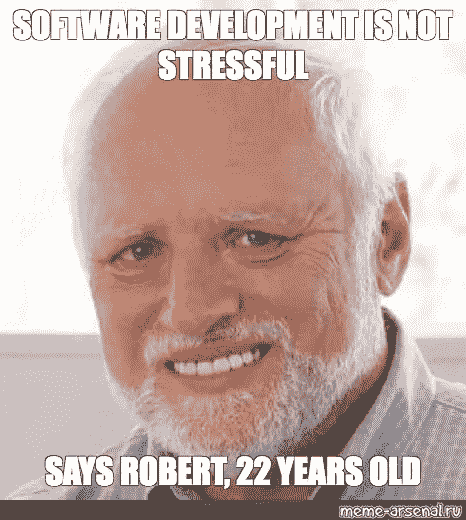 SOFTWARE DEVELOPMENT IS NOT
STRESSFUL
SAYS ROBERT, 22 YEARS OLD
meme-arsenal.ru